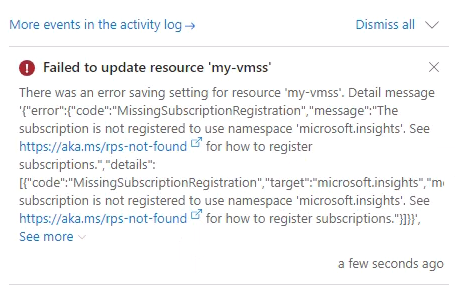 More events in the activity log→ Dismiss all
Failed to update resource 'my-vmss'
There was an error saving setting for resource 'my-vmss'. Detail message
'{"error":{"code":"MissingSubscriptionRegistration","message":"The
subscription is not registered to use namespace 'microsoft.insights'. See
https://aka.ms/rps-not-found for how to register
subscriptions.","details":
[{"code":"MissingSubscriptionRegistration","target":"microsoft.insights","me
subscription is not registered to use namespace 'microsoft.insights'. See
https://aka.ms/rps-not-found for how to register subscriptions."}]}}',
See more
a few seconds ago